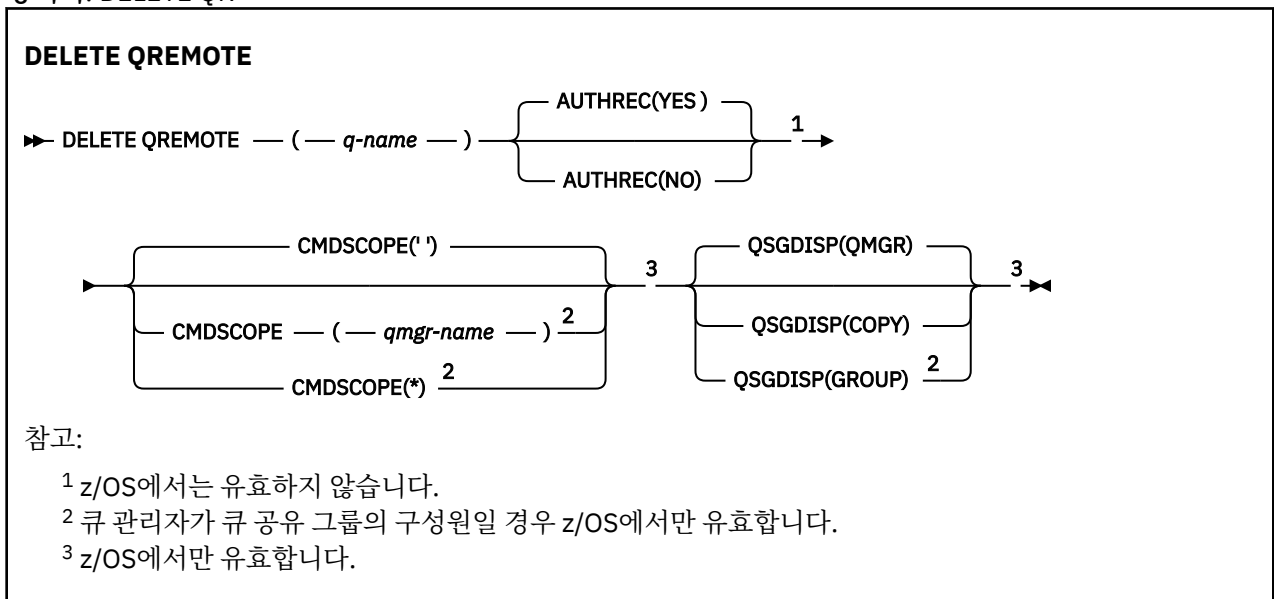 DELETE QREMOTE
AUTHREC(YES )
DELETE QREMOTE ( q-name ) 1
AUTHREC(NO)
CMDSCOPE(' ') QSGDISP(QMGR)
3 3
CMDSCOPE ( qmgr-name ) 2 QSGDISP(COPY)
CMDSCOPE(*) 2 QSGDISP(GROUP) 2
참고:
1 z/OS에서는 유효하지 않습니다.
2 큐 관리자가 큐 공유 그룹의 구성원일 경우 z/OS에서만 유효합니다.
3 z/OS에서만 유효합니다.